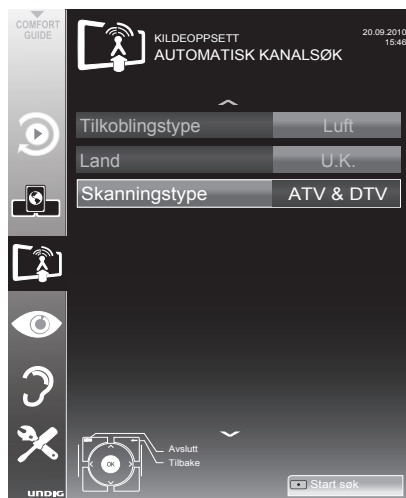 COMFORT
GUIDE
KILDEOPPSETT
AUTOMATISK KANALSØK
20.09.2010
15:46
Tilkoblingstype Luft
Land U.K.
Skanningstype ATV & DTV
OK
Avslutt
Tilbake
Start søk